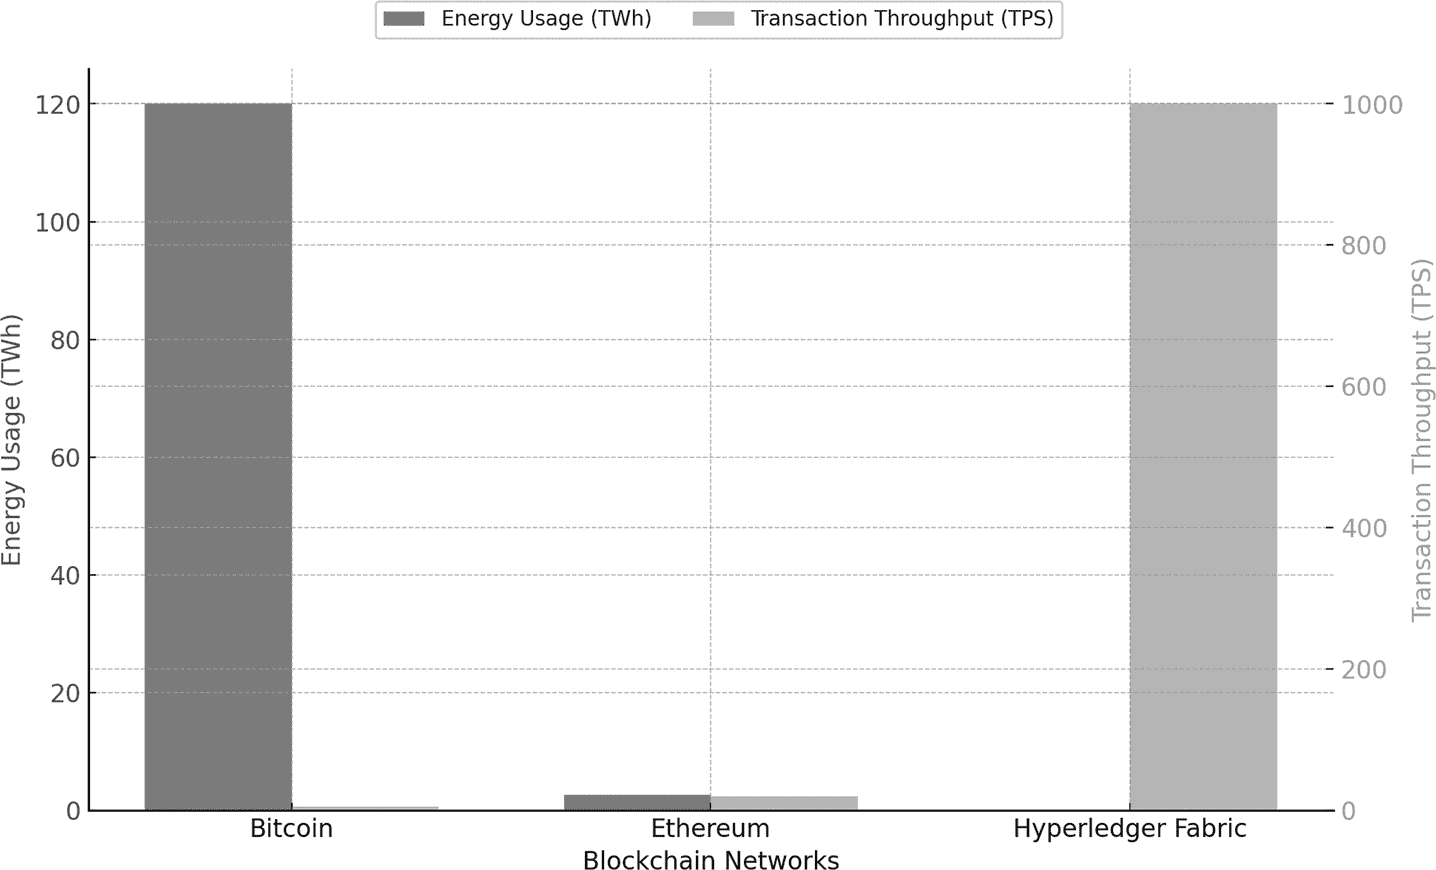 Energy Usage (TWh)
Transaction Throughput (TPS)
Energy Usage (TWh)
120
100
80
60
40
20
0
1000
800
600
400
200
0
Transaction Throughput (TPS)
Bitcoin
Ethereum
Hyperledger Fabric
Blockchain Networks